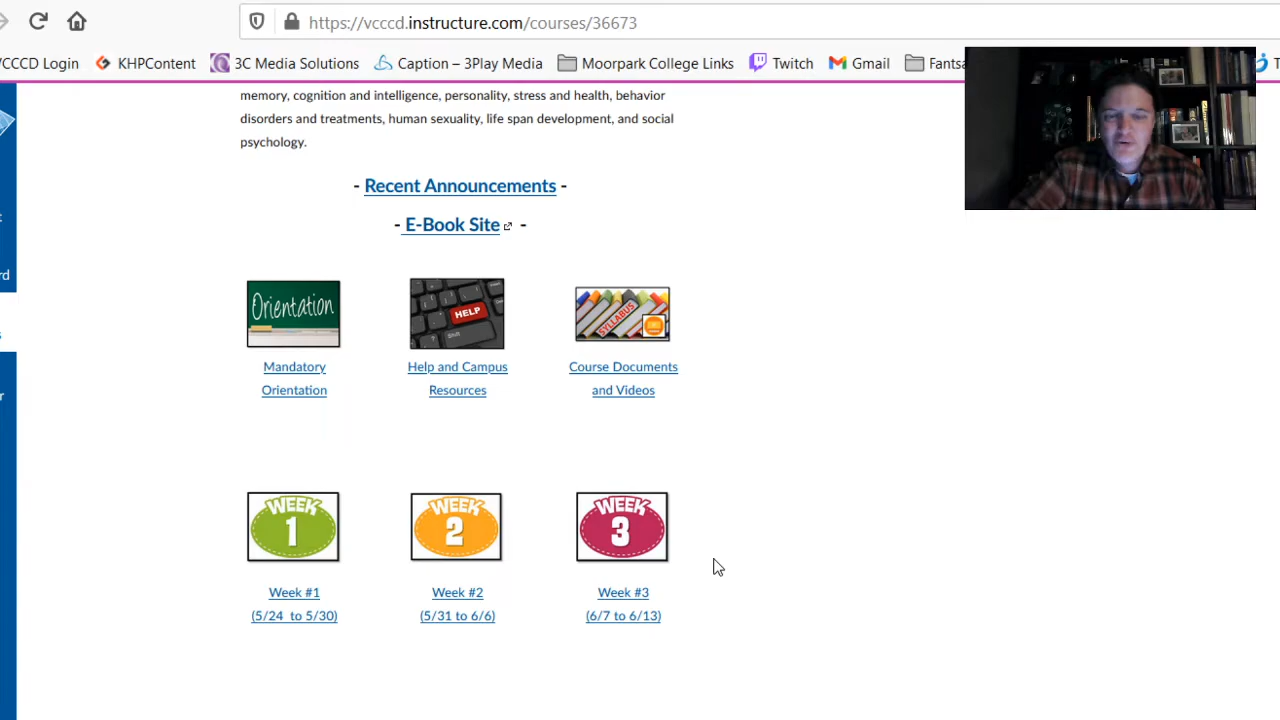 https://vcccd.instructure.com/courses/36673
VCCCD Login KHPContent 3C Media Solutions Caption – 3Play Media Moorpark College Links Twitch Gmail Fantsa
memory, cognition and intelligence, personality, stress and health, behavior
disorders and treatments, human sexuality, life span development, and social
psychology.
- Recent Announcements -
- E-Book Site -
Orientation HELP SYLLABUS
Shift
Mandatory Help and Campus Course Documents
Orientation Resources and Videos
WEEK WEEK WEEK
1 2 3
Week #1 Week #2 Week #3
(5/24 to 5/30) (5/31 to 6/6) (6/7 to 6/13)